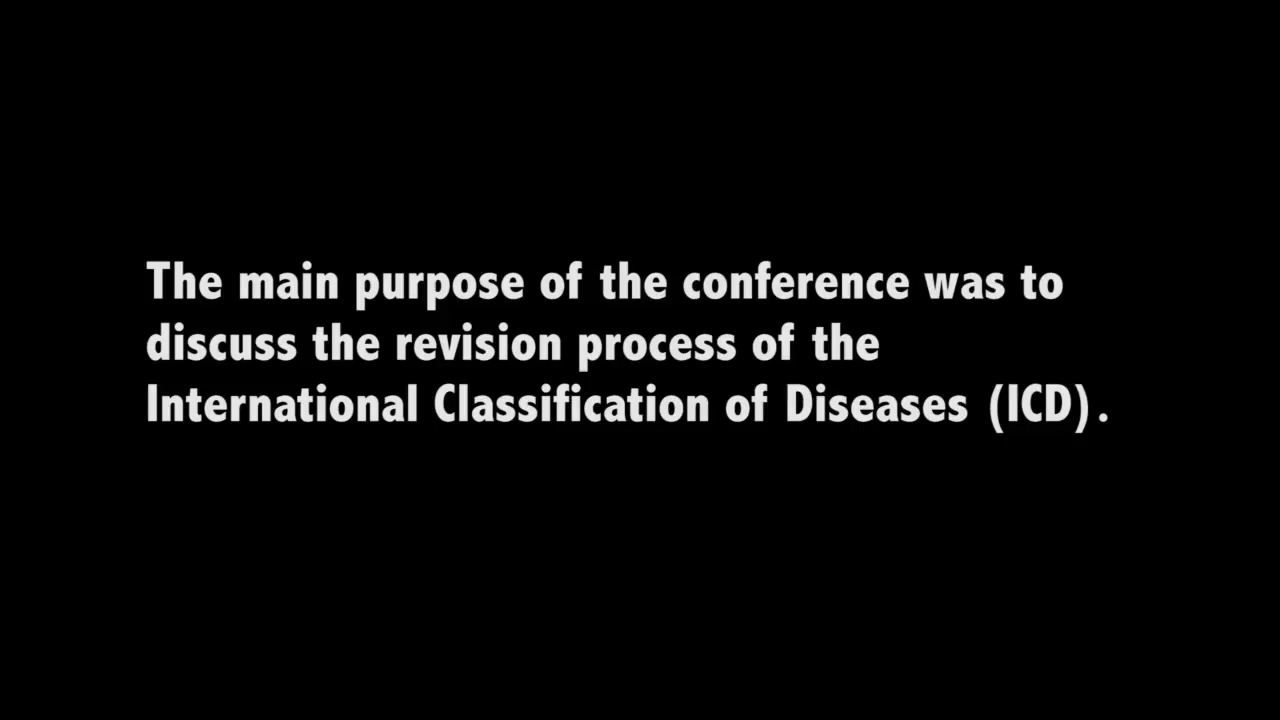 The main purpose of the conference was to
discuss the revision process of the
International Classification of Diseases (ICD).